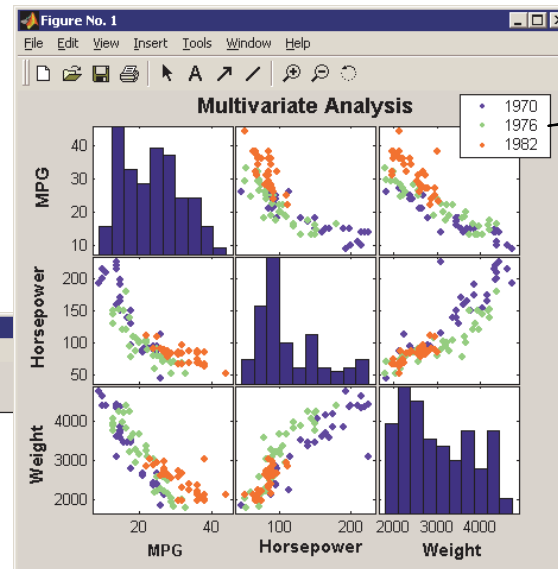 Figure No. 1
File Edit View Insert Tools Window Help
A
Multivariate Analysis
1970
1976
1982
MPG
40
30
20
10
Horsepower
200
150
100
50
Weight
4000
3000
2000
20 40
100 200
2000 3000 4000
MPG
Horsepower
Weight